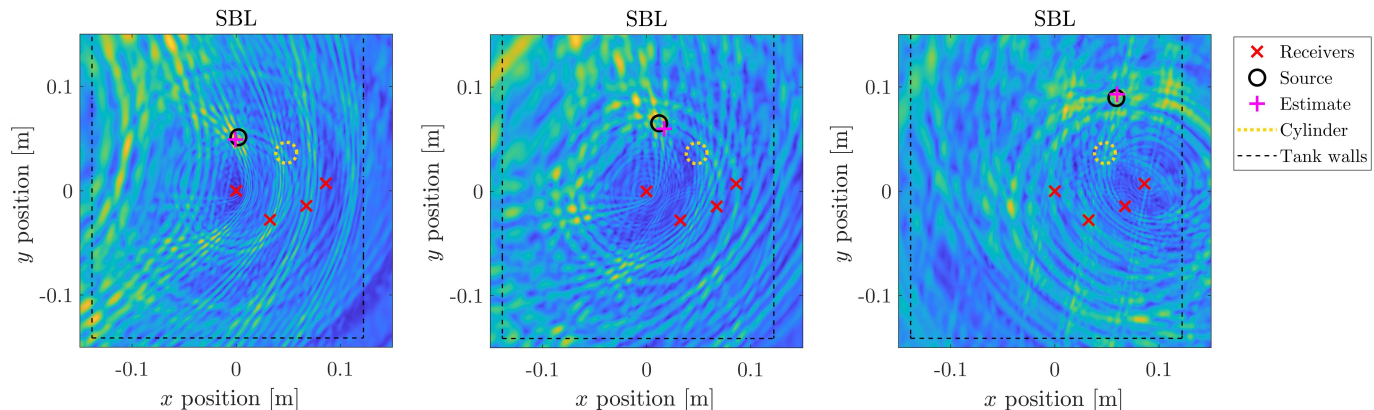 SBL
0.1
0
-0.1
y position [m]
-0.1
0
0.1
x position [m]
SBL
0.1
0
-0.1
y position [m]
-0.1
0
0.1
x position [m]
SBL
0.1
0
-0.1
y position [m]
-0.1
0
0.1
x position [m]
Receivers
Source
Estimate
Cylinder
Tank walls